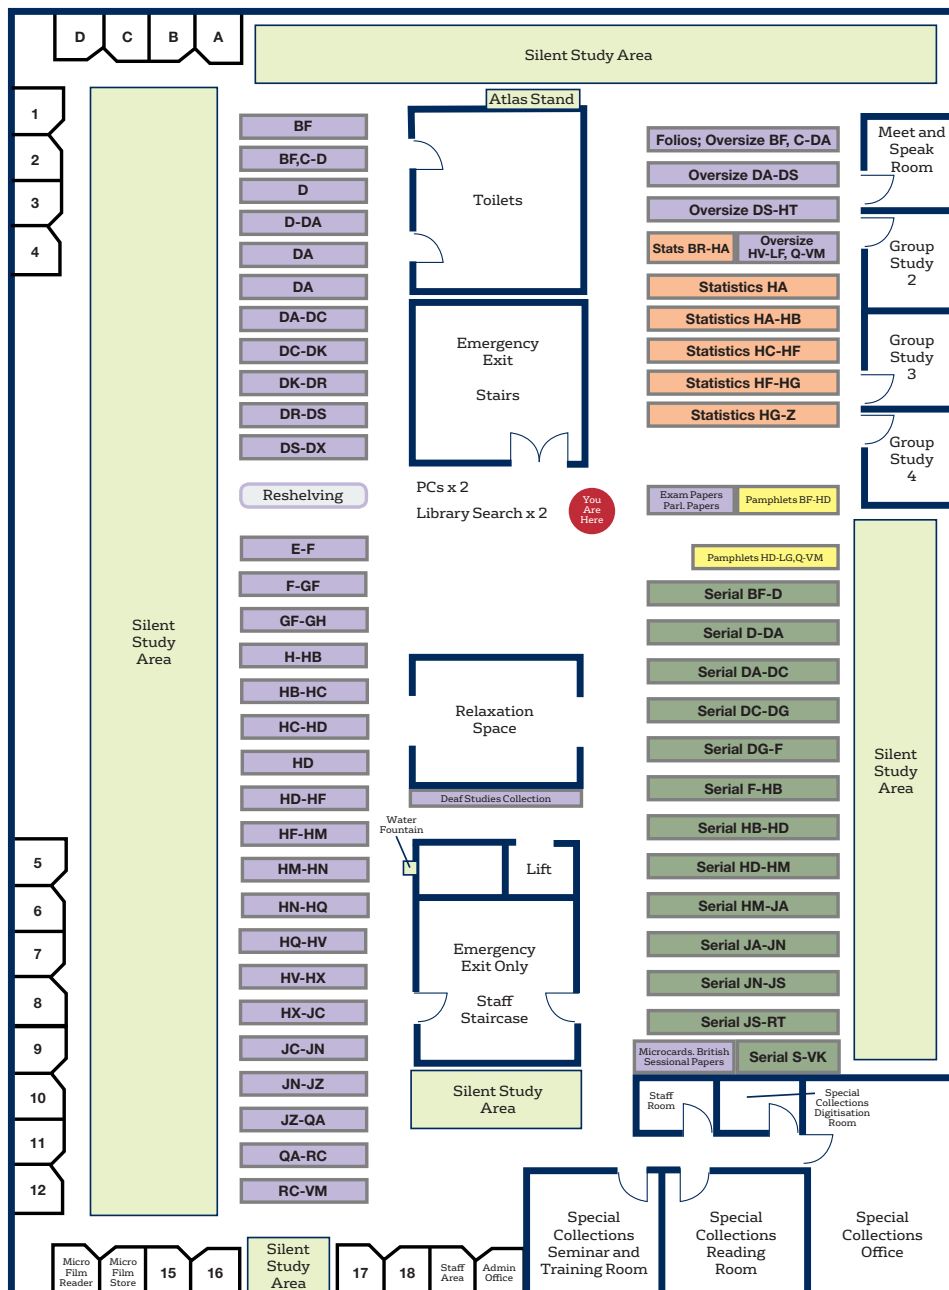 D
C
B
A
Silent Study Area
1
2
3
4
Atlas Stand
BF
BF,C-D
D
D-DA
DA
DA
DA-DC
DC-DK
DK-DR
DR-DS
DS-DX
Reshelving
E-F
F-GF
GF-GH
H-HB
HB-HC
HC-HD
HD
HD-HF
HF-HM
HM-HN
HN-HQ
HQ-HV
HV-HX
HX-JC
JC-JN
JN-JZ
JZ-QA
QA-RC
RC-VM
Silent
Study
Area
Toilets
Emergency
Exit
Stairs
PCs x 2
Library Search x 2
You
Are
Here
Relaxation
Space
Deaf Studies Collection
Water
Fountain
Lift
Emergency
Exit Only
Staff
Staircase
Silent Study
Area
Folios; Oversize BF, C-DA
Oversize DA-DS
Oversize DS-HT
Stats BR-HA
Oversize
HV-LF, Q-VM
Statistics HA
Statistics HA-HB
Statistics HC-HF
Statistics HF-HG
Statistics HG-Z
Exam Papers
Parl. Papers
Pamphlets BF-HD
Pamphlets HD-LG,Q-VM
Serial BF-D
Serial D-DA
Serial DA-DC
Serial DC-DG
Serial DG-F
Serial F-HB
Serial HB-HD
Serial HD-HM
Serial HM-JA
Serial JA-JN
Serial JN-JS
Serial JS-RT
Microcards. British
Sessional Papers
Serial S-VK
Meet and
Speak
Room
Group
Study
2
Group
Study
3
Group
Study
4
Silent
Study
Area
Staff
Room
Special
Collections
Digitisation
Room
5
6
7
8
9
10
11
12
Micro
Film
Reader
Micro
Film
Store
15
16
Silent
Study
Area
17
18
Staff
Area
Admin
Office
Special
Collections
Seminar and
Training Room
Special
Collections
Reading
Room
Special
Collections
Office